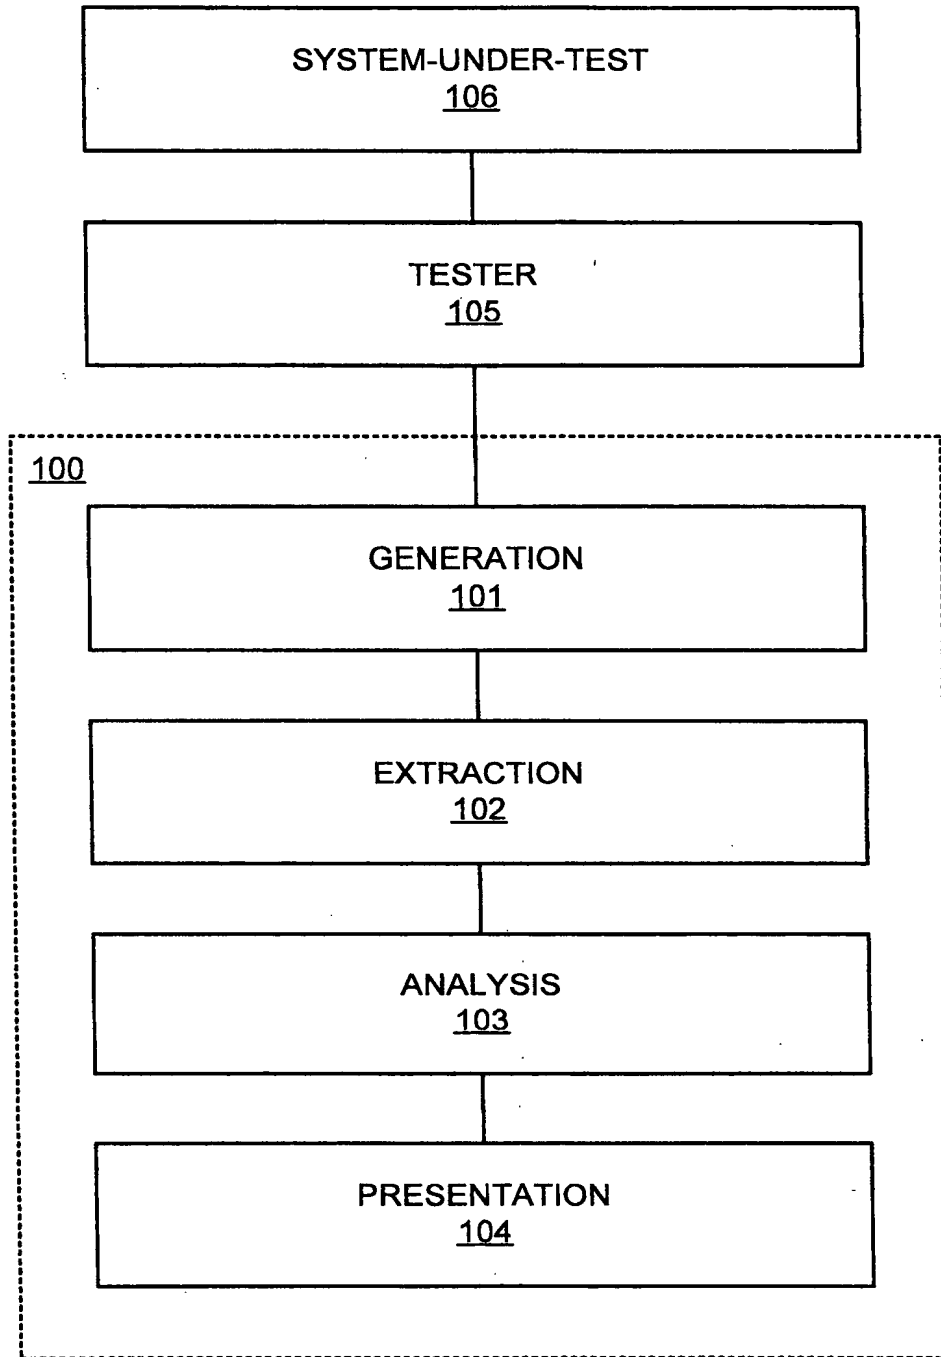 SYSTEM-UNDER-TEST
106
TESTER
105
100
GENERATION
101
EXTRACTION
102
ANALYSIS
103
PRESENTATION
104